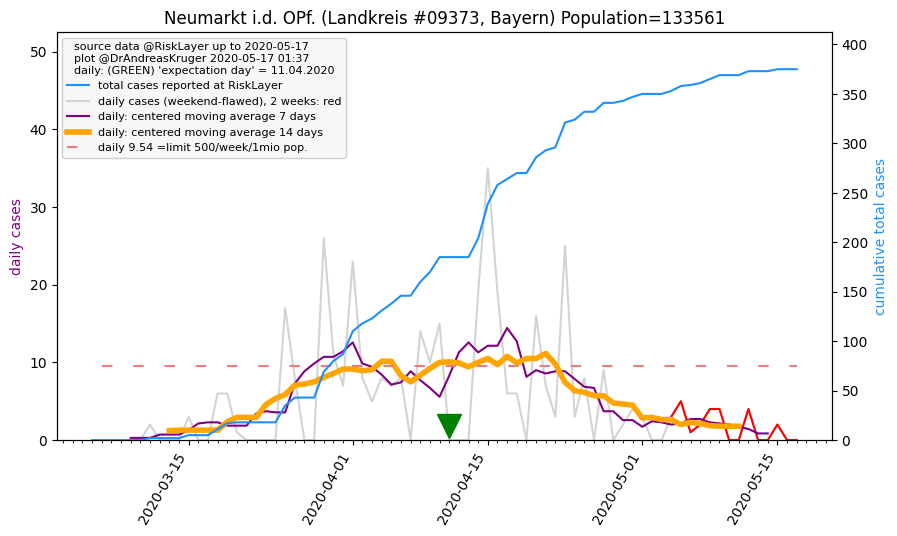 Neumarkt i.d. OPf. (Landkreis #09373, Bayern) Population=133561
source data @RiskLayer up to 2020-05-17
plot @DrAndreasKruger 2020-05-17 01:37
daily: (GREEN) 'expectation day' = 11.04.2020
total cases reported at RiskLayer
daily cases (weekend-flawed), 2 weeks: red
daily: centered moving average 7 days
daily: centered moving average 14 days
daily 9.54 =limit 500/week/1mio pop.
daily cases
50
40
30
20
10
0
cumulative total cases
400
350
300
250
200
150
100
50
0
2020-03-15
2020-04-01
2020-04-15
2020-05-01
2020-05-15